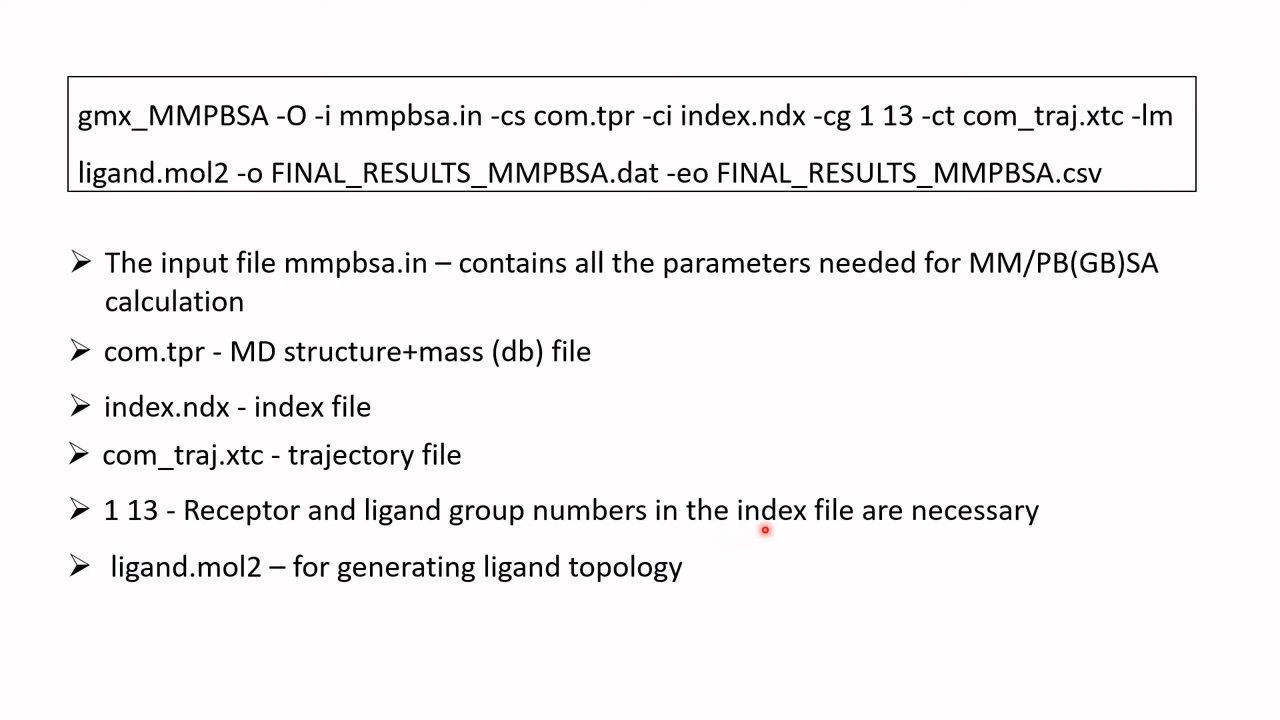 gmx_MMPBSA -O -i mmpbsa.in -cs com.tpr -ci index.ndx -cg 1 13 -ct com_traj.xtc -lm
ligand.mol2 -o FINAL_RESULTS_MMPBSA.dat -eo FINAL_RESULTS_MMPBSA.csv
➢ The input file mmpbsa.in – contains all the parameters needed for MM/PB(GB)SA
calculation
➢ com.tpr - MD structure+mass (db) file
➢ index.ndx - index file
➢ com_traj.xtc - trajectory file
➢ 1 13 - Receptor and ligand group numbers in the index file are necessary
➢ ligand.mol2 – for generating ligand topology